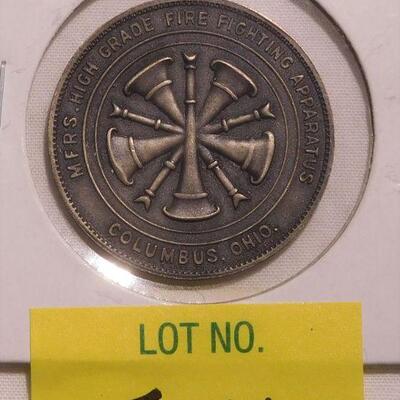 MFRS. HIGH GRADE FIRE FIGHTING APPARATUS
COLUMBUS. OHIO.
LOT NO.